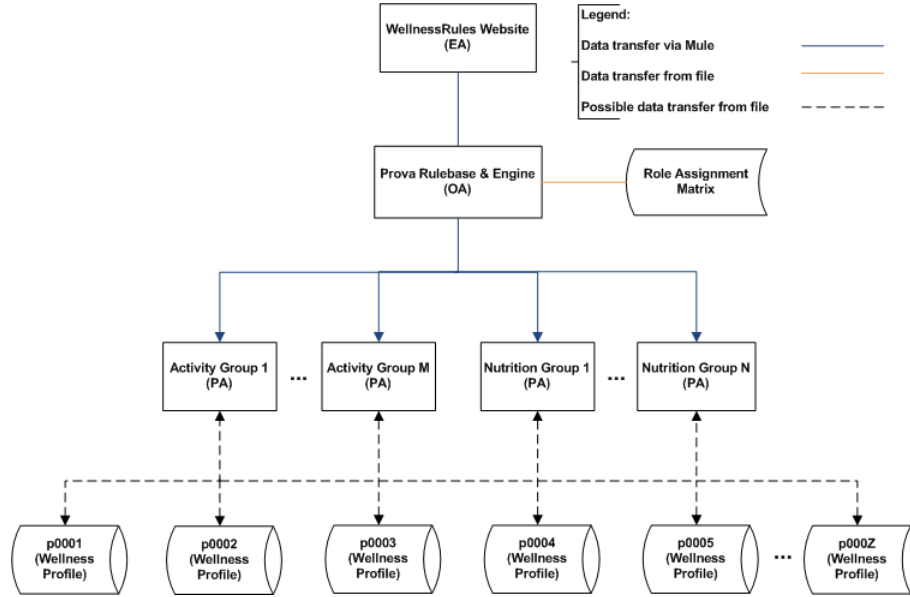 WellnessRules Website
(EA)
Legend:
Data transfer via Mule
Data transfer from file
Possible data transfer from file
Prova Rulebase & Engine
(OA)
Role Assignment
Matrix
Activity Group 1
(PA)
...
Activity Group M
(PA)
Nutrition Group 1
(PA)
...
Nutrition Group N
(PA)
p0001
(Wellness
Profile)
p0002
(Wellness
Profile)
p0003
(Wellness
Profile)
p0004
(Wellness
Profile)
p0005
(Wellness
Profile)
...
p000Z
(Wellness
Profile)